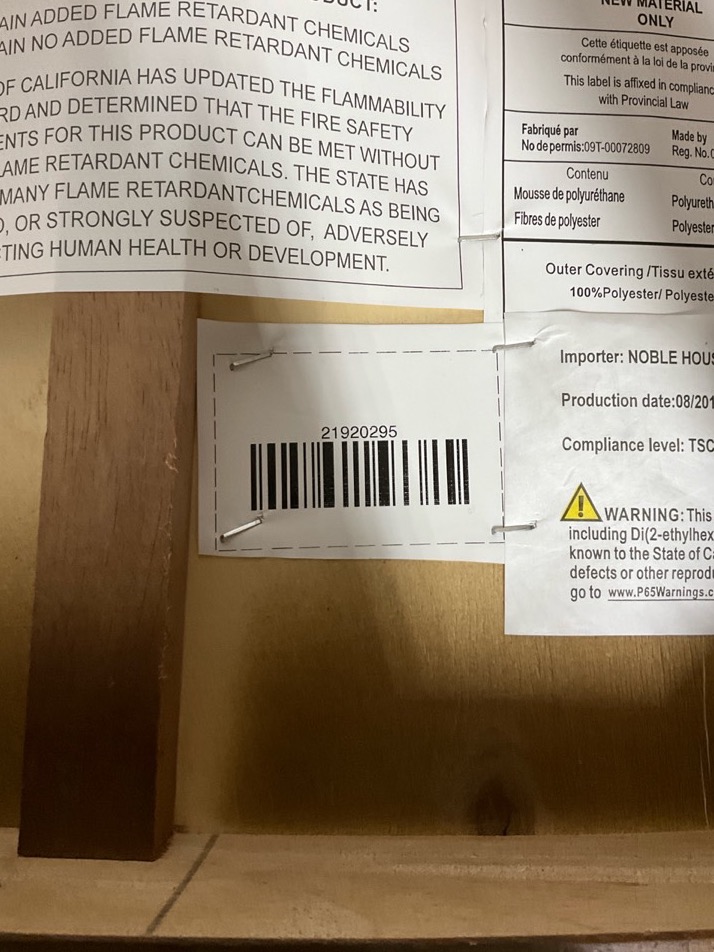 AIN ADDED FLAME RETARDANT CHEMICALS
AIN NO ADDED FLAME RETARDANT CHEMICALS
OF CALIFORNIA HAS UPDATED THE FLAMMABILITY
RD AND DETERMINED THAT THE FIRE SAFETY
ENTS FOR THIS PRODUCT CAN BE MET WITHOUT
LAME RETARDANT CHEMICALS. THE STATE HAS
MANY FLAME RETARDANTCHEMICALS AS BEING
O, OR STRONGLY SUSPECTED OF, ADVERSELY
CTING HUMAN HEALTH OR DEVELOPMENT.
NEW MATERIAL
ONLY
Cette étiquette est apposée
conformément à la loi de la provi
This label is affixed in complianc
with Provincial Law
Fabriqué par Made by
No de permis:09T-00072809 Reg. No.
Contenu Co
Mousse de polyuréthane Polyureth
Fibres de polyester Polyester
Outer Covering /Tissu exté
100%Polyester/ Polyeste
21920295
Importer: NOBLE HOUS
Production date:08/201
Compliance level: TSC
WARNING: This
including Di(2-ethylhex
known to the State of Ca
defects or other reprodu
go to www.P65Warnings.c